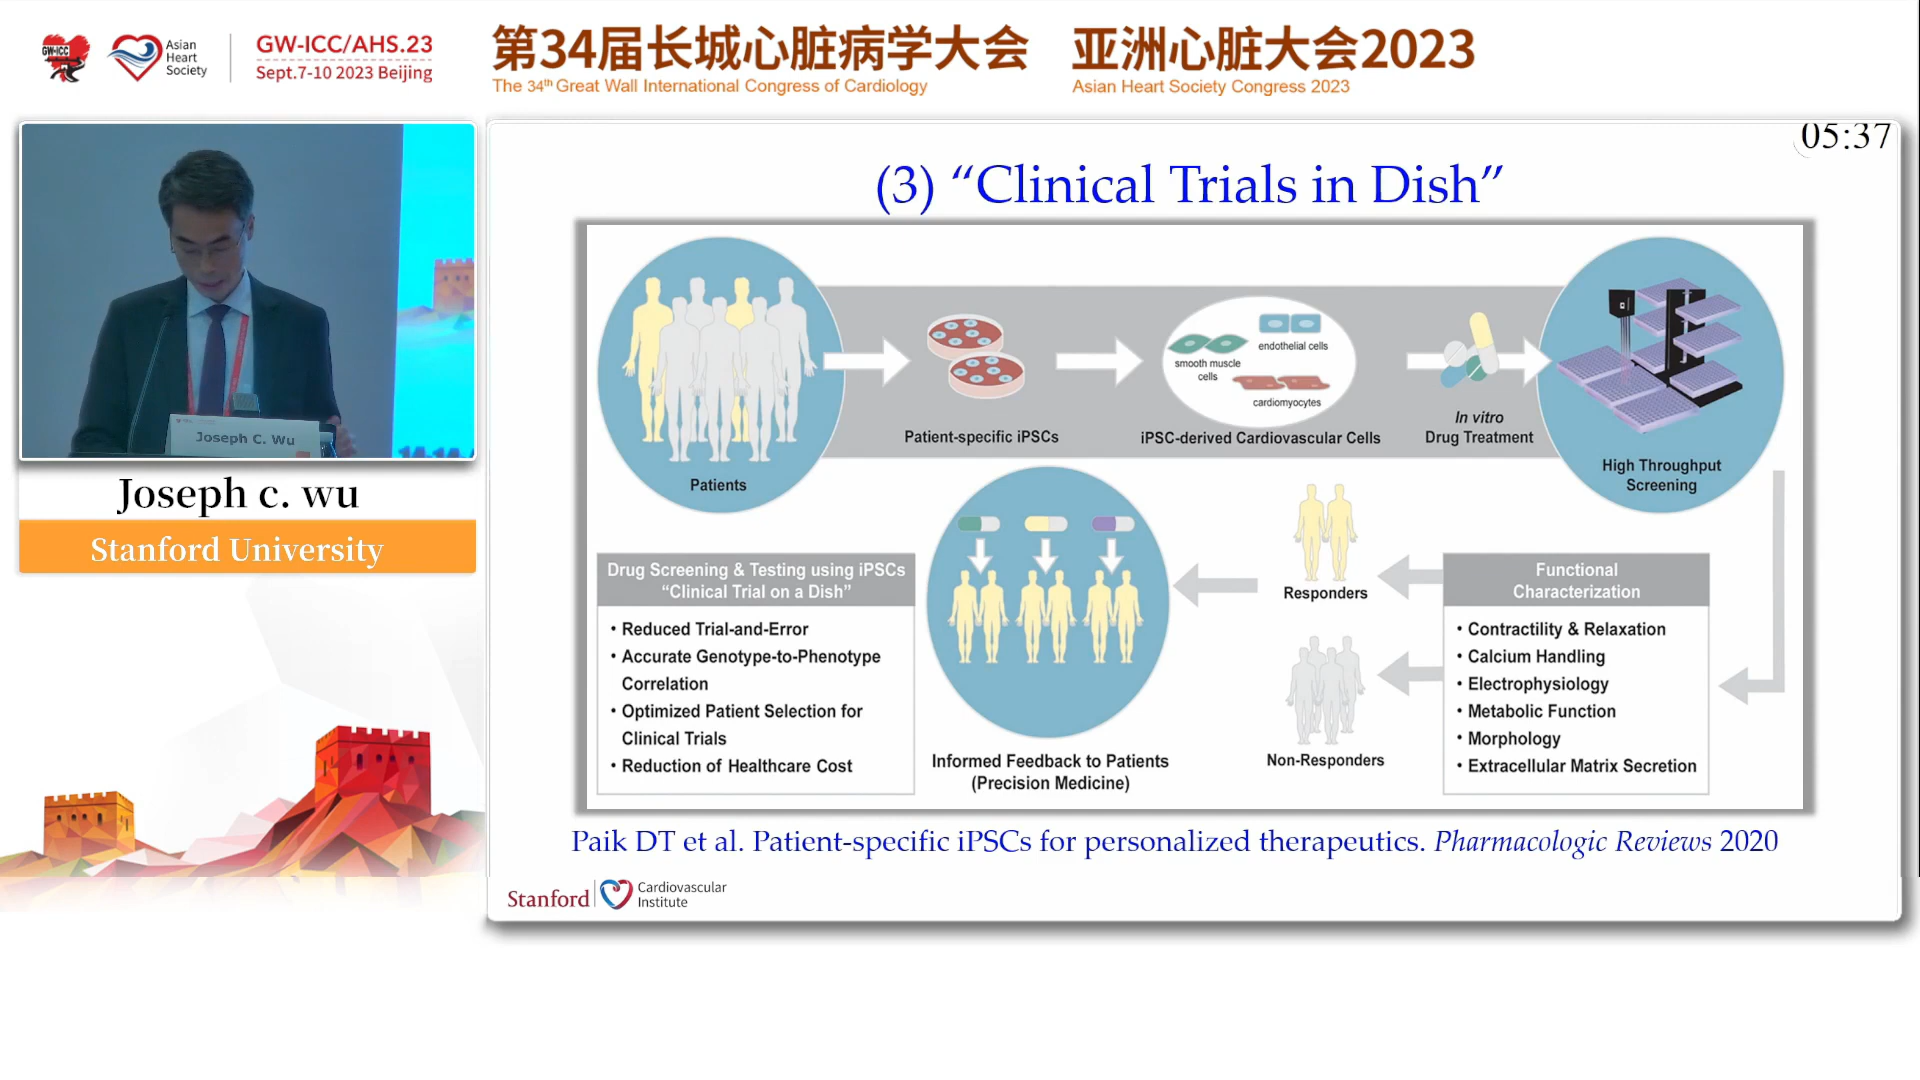 GW-ICC
Asian
Heart
Society
GW-ICC/AHS.23
Sept.7-10 2023 Beijing
第34届长城心脏病学大会
The 34th Great Wall International Congress of Cardiology
亚洲心脏大会2023
Asian Heart Society Congress 2023
Joseph C. Wu
Joseph c. wu
Stanford University
05:37
(3) “Clinical Trials in Dish”
Patients
Patient-specific iPSCs
smooth muscle
cells
endothelial cells
cardiomyocytes
iPSC-derived Cardiovascular Cells
In vitro
Drug Treatment
High Throughput
Screening
Drug Screening & Testing using iPSCs
“Clinical Trial on a Dish”
• Reduced Trial-and-Error
• Accurate Genotype-to-Phenotype
Correlation
• Optimized Patient Selection for
Clinical Trials
• Reduction of Healthcare Cost
Informed Feedback to Patients
(Precision Medicine)
Responders
Non-Responders
Functional
Characterization
• Contractility & Relaxation
• Calcium Handling
• Electrophysiology
• Metabolic Function
• Morphology
• Extracellular Matrix Secretion
Paik DT et al. Patient-specific iPSCs for personalized therapeutics. Pharmacologic Reviews 2020
Stanford
Cardiovascular
Institute